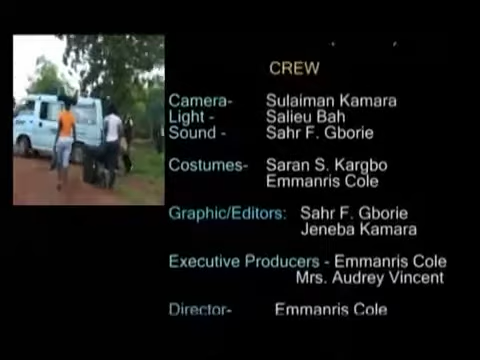 CREW
Camera- Sulaiman Kamara
Light - Salieu Bah
Sound - Sahr F. Gborie
Costumes- Saran S. Kargbo
Emmanris Cole
Graphic/Editors: Sahr F. Gborie
Jeneba Kamara
Executive Producers - Emmanris Cole
Mrs. Audrey Vincent
Director- Emmanris Cole